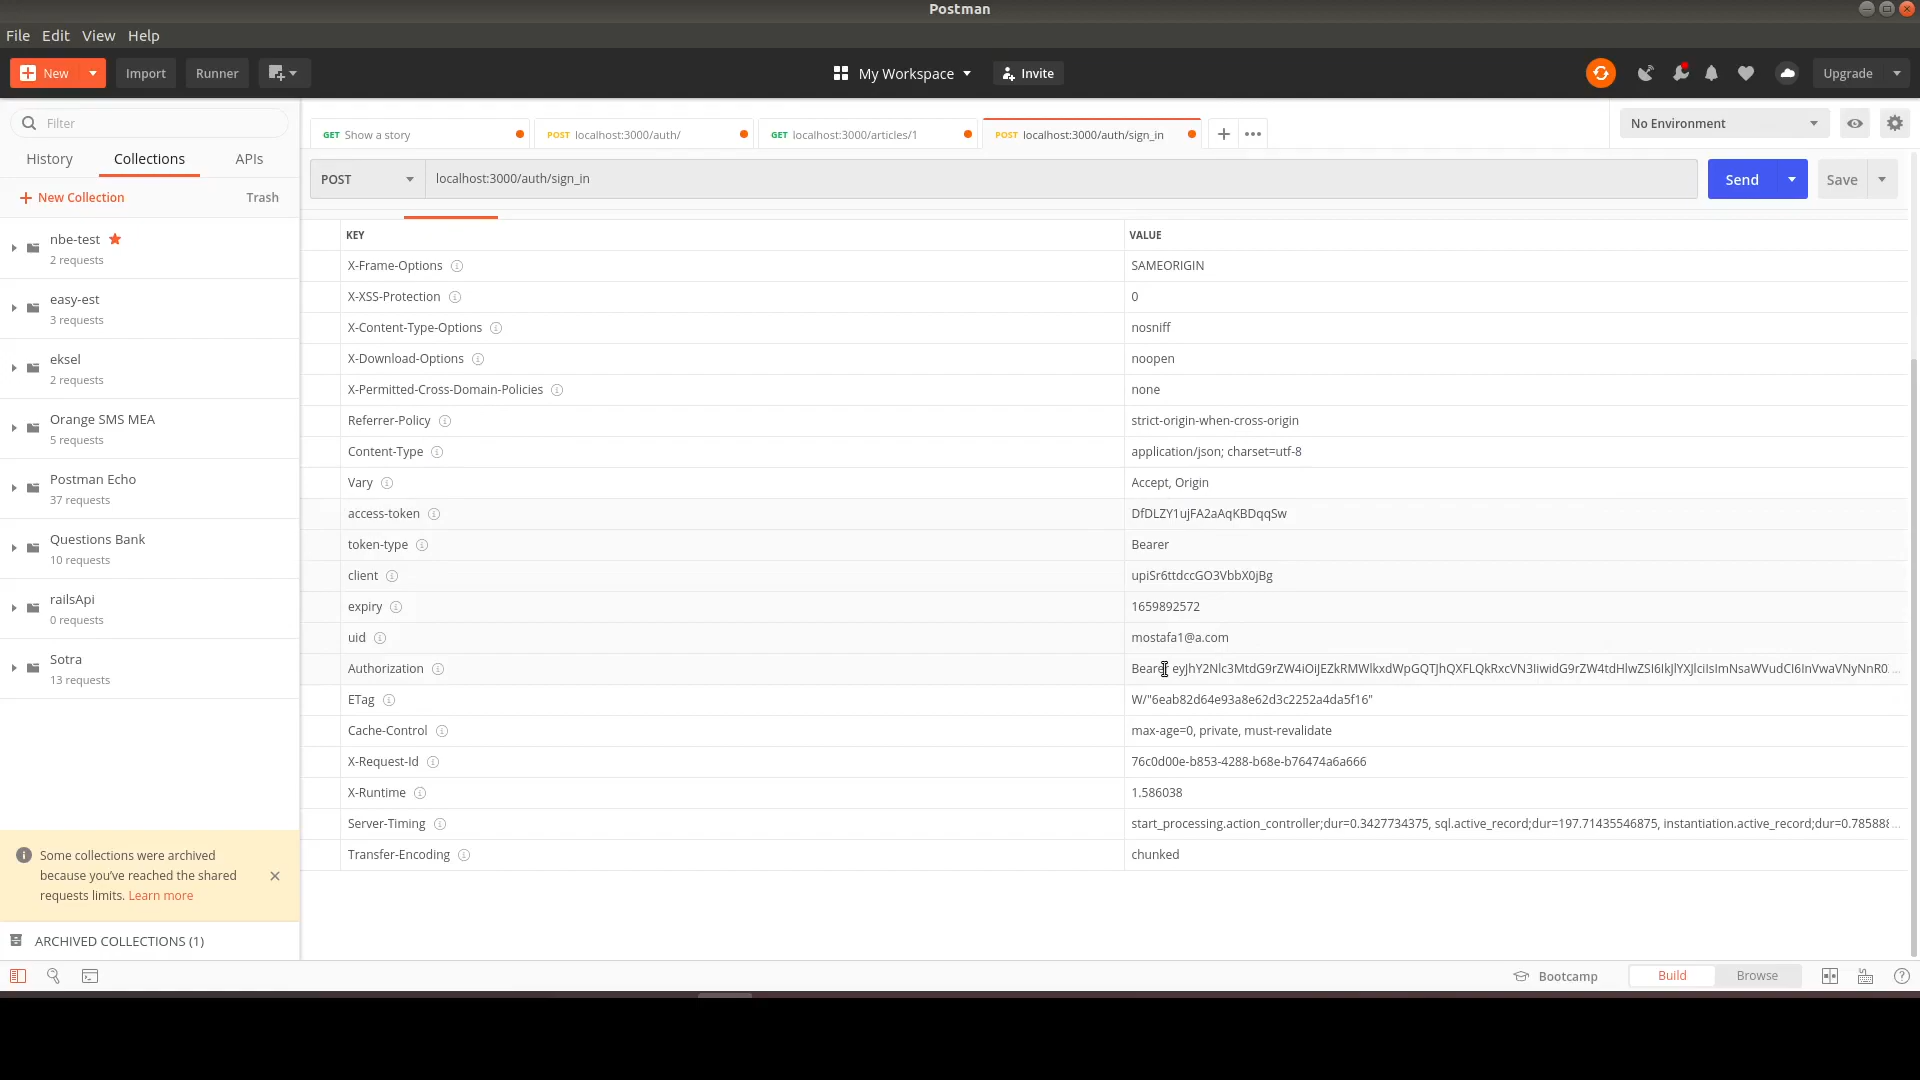 Postman
File Edit View Help
New Import Runner My Workspace Invite Upgrade
Filter
History Collections APIs
New Collection Trash
nbe-test
2 requests
easy-est
3 requests
eksel
2 requests
Orange SMS MEA
5 requests
Postman Echo
37 requests
Questions Bank
10 requests
railsApi
0 requests
Sotra
13 requests
Some collections were archived
because you've reached the shared
requests limits. Learn more
ARCHIVED COLLECTIONS (1)
GET Show a story POST localhost:3000/auth/ GET localhost:3000/articles/1 POST localhost:3000/auth/sign_in No Environment
POST localhost:3000/auth/sign_in Send Save
KEY VALUE
X-Frame-Options SAMEORIGIN
X-XSS-Protection 0
X-Content-Type-Options nosniff
X-Download-Options noopen
X-Permitted-Cross-Domain-Policies none
Referrer-Policy strict-origin-when-cross-origin
Content-Type application/json; charset=utf-8
Vary Accept, Origin
access-token DfDLZY1ujFA2aAqKBDqqSw
token-type Bearer
client upiSr6ttdccGO3VbbX0jBg
expiry 1659892572
uid mostafa1@a.com
Authorization Bearer
ETag W/"6eab82d64e93a8e62d3c2252a4da5f16"
Cache-Control max-age=0, private, must-revalidate
X-Request-Id 76c0d00e-b853-4288-b68e-b76474a6a666
X-Runtime 1.586038
Server-Timing start_processing.action_controller;dur=0.3427734375, sql.active_record;dur=197.71435546875, instantiation.active_record;dur=0.78588...
Transfer-Encoding chunked
Bootcamp Build Browse